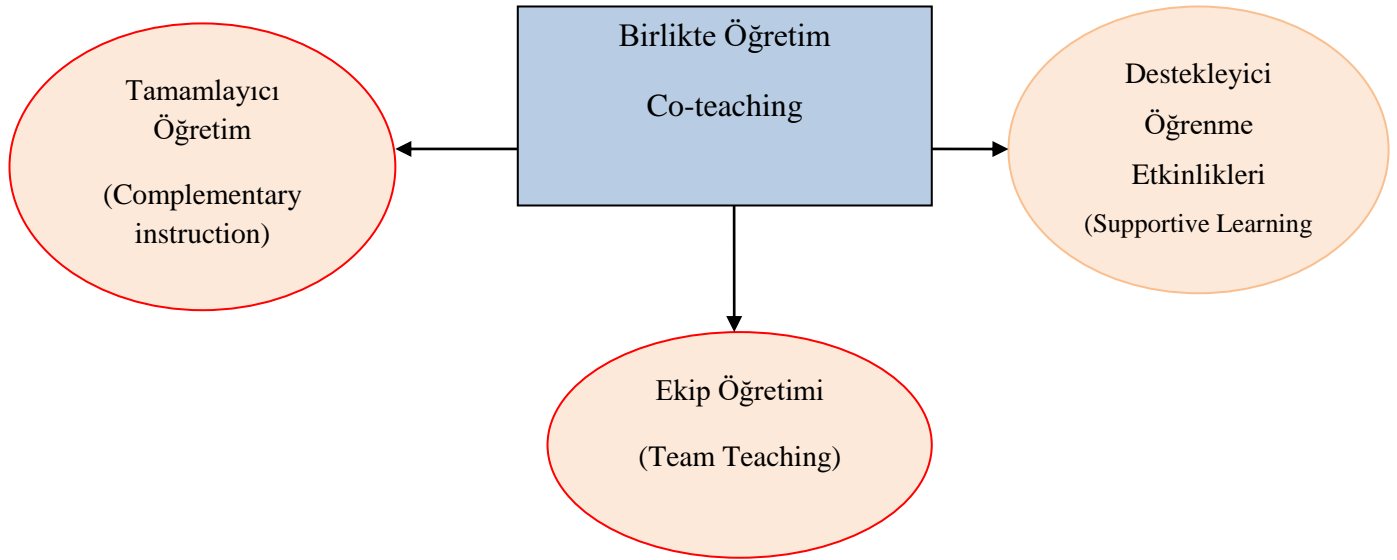 Birlikte Öğretim
Co-teaching
Tamamlayıcı
Öğretim
(Complementary
instruction)
Destekleyici
Öğrenme
Etkinlikleri
(Supportive Learning
Ekip Öğretimi
(Team Teaching)